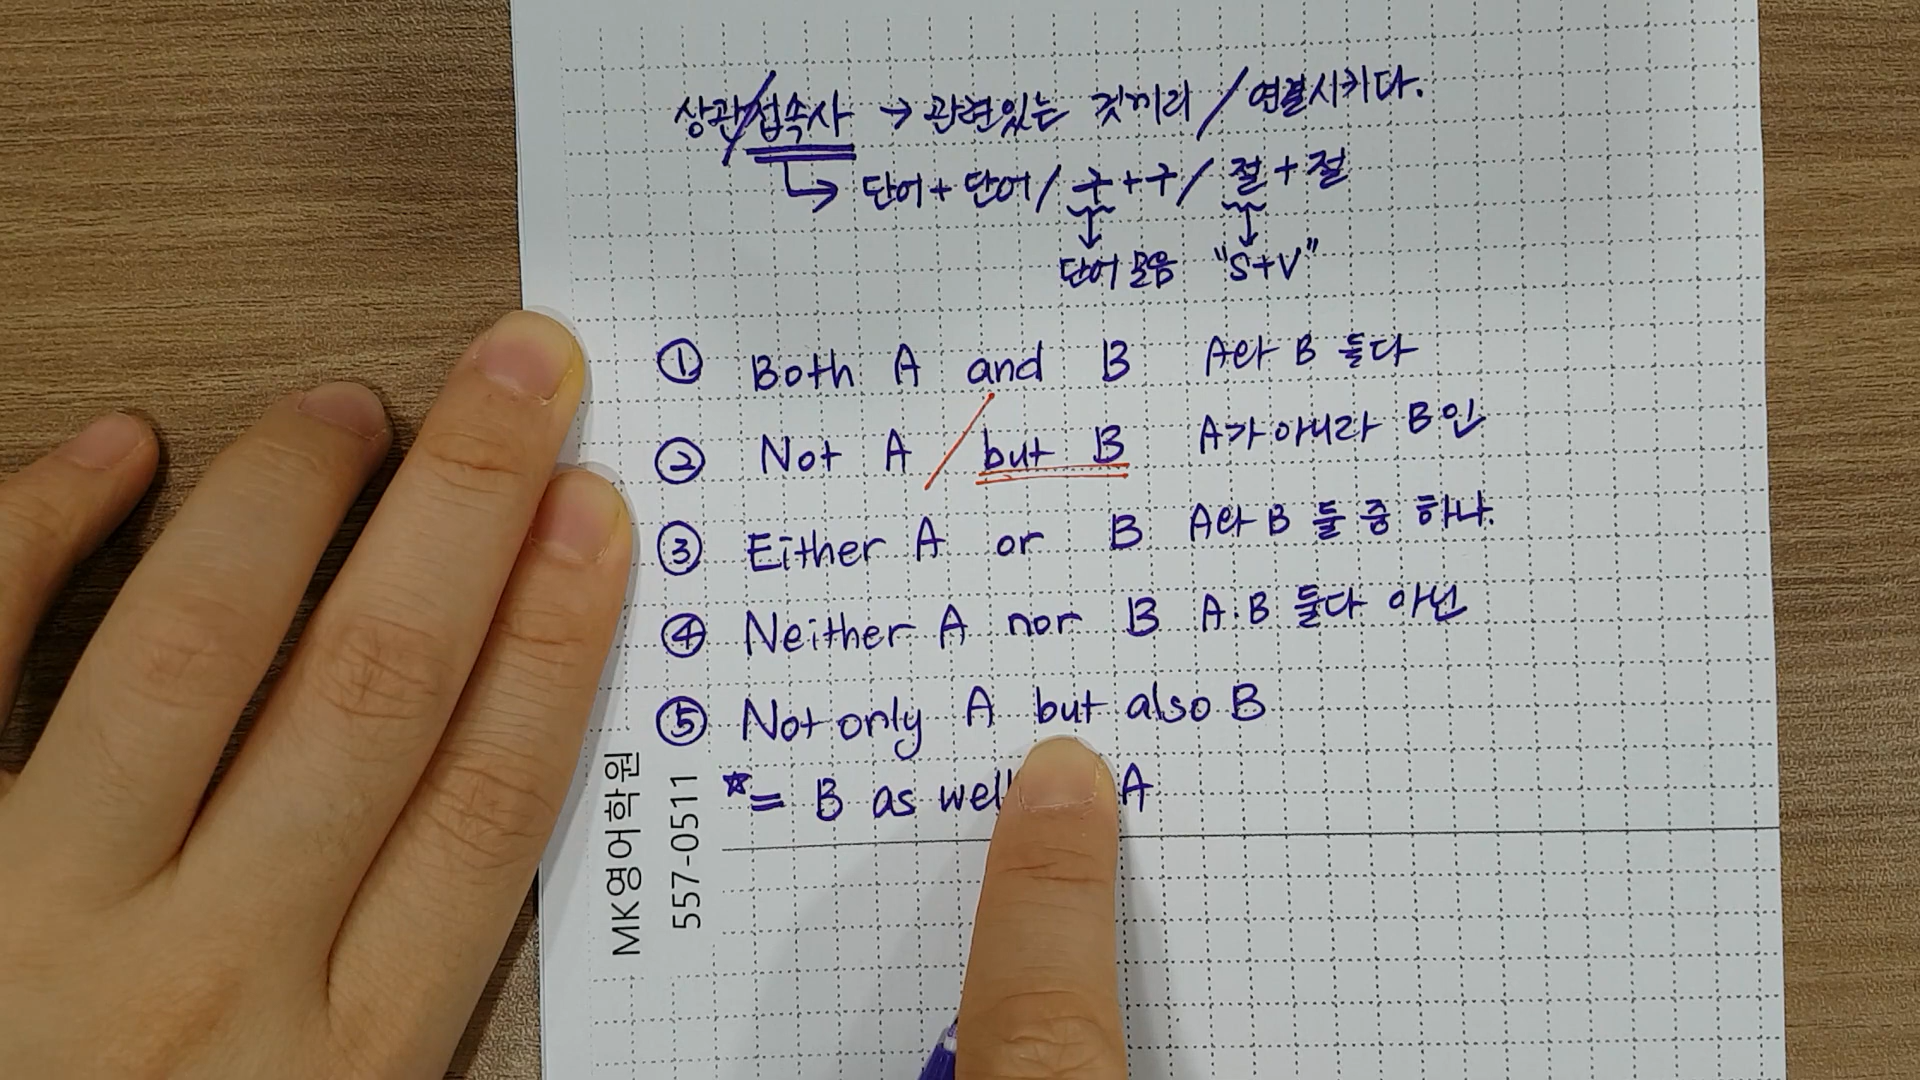 상관/접속사 → 관련있는 것끼리 / 연결시키다.
↳ 단어 + 단어 / 구 + 구 / 절 + 절
↓ ↓
단어 모음 "S+V"
① Both A and B A와 B 둘다
② Not A / but B A가 아니라 B인
③ Either A or B A와 B 둘 중 하나.
④ Neither A nor B A·B 둘다 아닌
⑤ Not only A but also B
*= B as well A
MK영어학원
557-0511